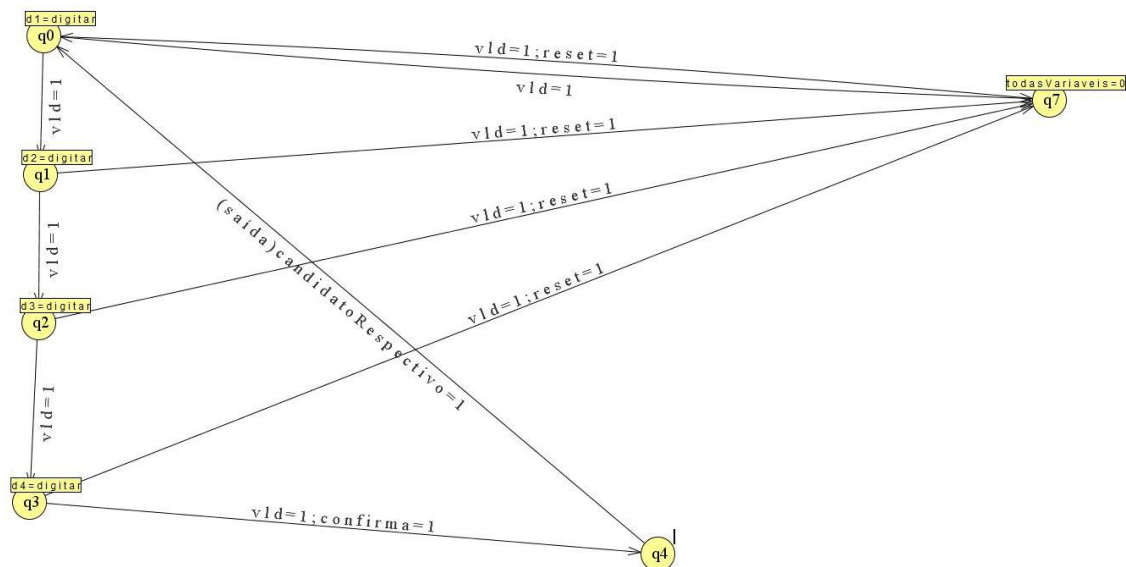 d1=digitar
q0
vld=1;reset=1
vld=1
todasVariaveis=0
q7
vld=1
vld=1;reset=1
d2=digitar
q1
(saída)candidatoRespectivo=1
vld=1;reset=1
vld=1
d3=digitar
q2
vld=1;reset=1
vld=1
d4=digitar
q3
vld=1;confirma=1
q4